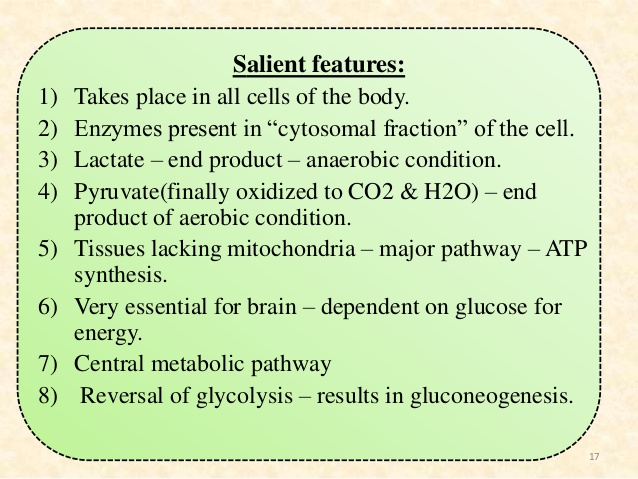 Salient features:
1) Takes place in all cells of the body.
2) Enzymes present in “cytosomal fraction” of the cell.
3) Lactate – end product – anaerobic condition.
4) Pyruvate(finally oxidized to CO2 & H2O) – end
product of aerobic condition.
5) Tissues lacking mitochondria – major pathway – ATP
synthesis.
6) Very essential for brain – dependent on glucose for
energy.
7) Central metabolic pathway
8) Reversal of glycolysis – results in gluconeogenesis.
17